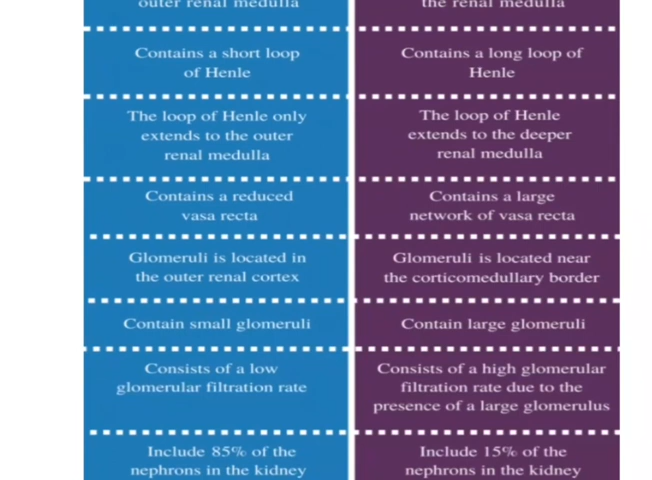 outer renal medulla
the renal medulla
Contains a short loop
of Henle
Contains a long loop of
Henle
The loop of Henle only
extends to the outer
renal medulla
The loop of Henle
extends to the deeper
renal medulla
Contains a reduced
vasa recta
Contains a large
network of vasa recta
Glomeruli is located in
the outer renal cortex
Glomeruli is located near
the corticomedullary border
Contain small glomeruli
Contain large glomeruli
Consists of a low
glomerular filtration rate
Consists of a high glomerular
filtration rate due to the
presence of a large glomerulus
Include 85% of the
nephrons in the kidney
Include 15% of the
nephrons in the kidney